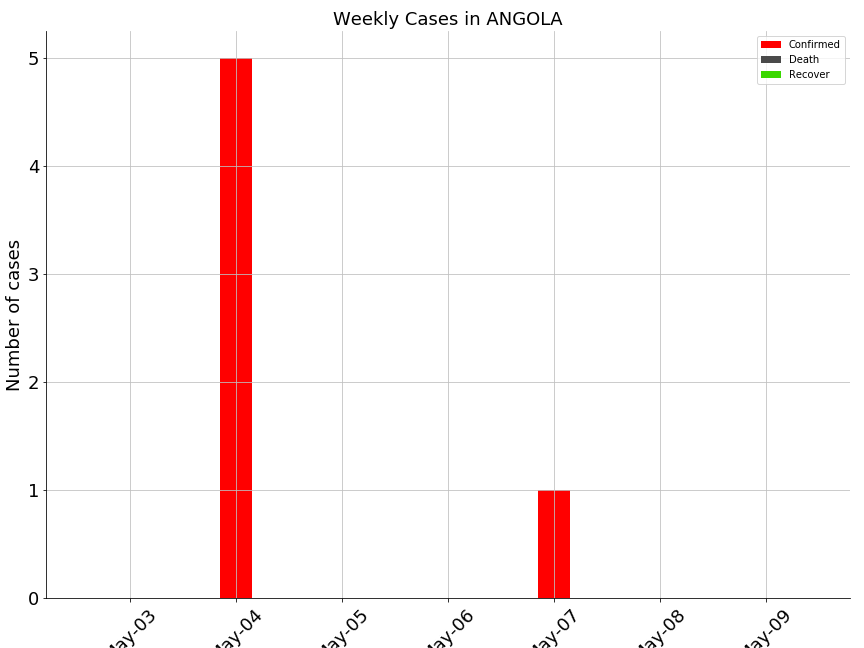 Weekly Cases in ANGOLA
Confirmed
Death
Recover
Number of cases
5
4
3
2
1
0
May-03
May-04
May-05
May-06
May-07
May-08
May-09